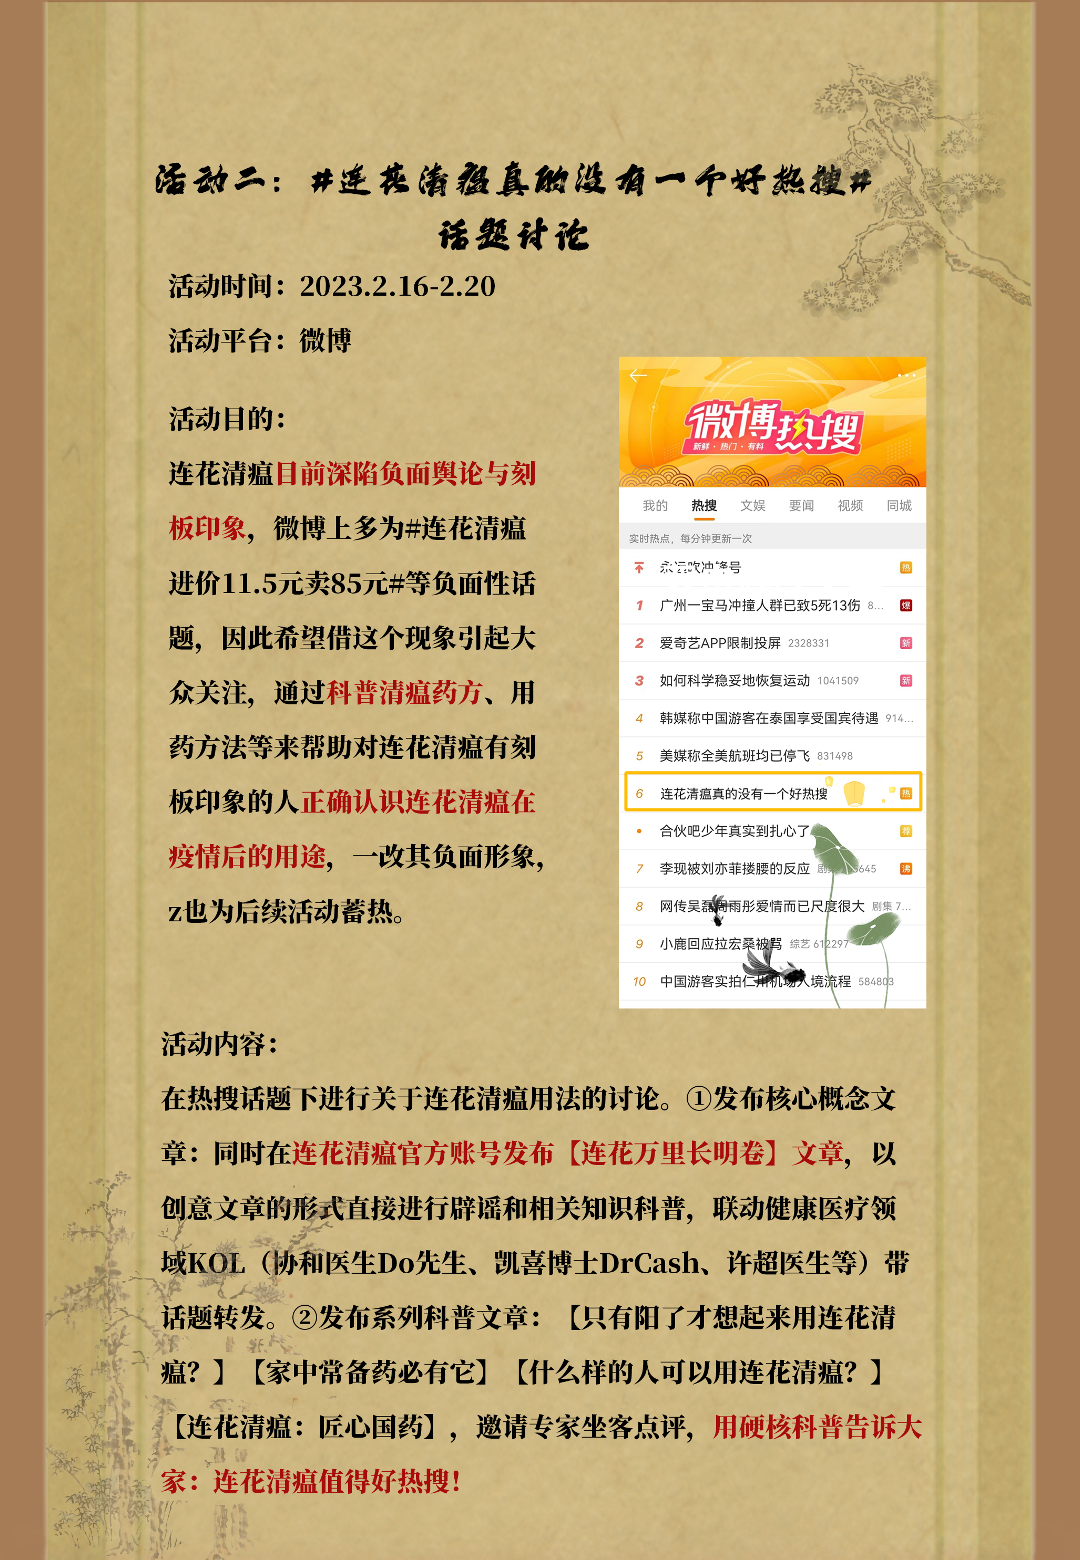 活动二：#连花清瘟真的没有一个好热搜#
话题讨论
活动时间：2023.2.16-2.20
活动平台：微博
活动目的：
连花清瘟目前深陷负面舆论与刻
板印象，微博上多为#连花清瘟
进价11.5元卖85元#等负面性话
题，因此希望借这个现象引起大
众关注，通过科普清瘟药方、用
药方法等来帮助对连花清瘟有刻
板印象的人正确认识连花清瘟在
疫情后的用途，一改其负面形象，
z也为后续活动蓄热。
微博热搜
新鲜·热门·有料
我的 热搜 文娱 要闻 视频 同城
实时热点，每分钟更新一次
永远吹冲锋号 热
1 广州一宝马冲撞人群已致5死13伤 8... 爆
2 爱奇艺APP限制投屏 2328331 新
3 如何科学稳妥地恢复运动 1041509 新
4 韩媒称中国游客在泰国享受国宾待遇 914...
5 美媒称全美航班均已停飞 831498
6 连花清瘟真的没有一个好热搜 热
• 合伙吧少年真实到扎心了 荐
7 李现被刘亦菲搂腰的反应 剧 5645 沸
8 网传吴磊周雨彤爱情而已尺度很大 剧集 7...
9 小鹿回应拉宏桑被骂 综艺 612297
10 中国游客实拍仁川机场入境流程 584803
活动内容：
在热搜话题下进行关于连花清瘟用法的讨论。①发布核心概念文
章：同时在连花清瘟官方账号发布【连花万里长明卷】文章，以
创意文章的形式直接进行辟谣和相关知识科普，联动健康医疗领
域KOL（协和医生Do先生、凯喜博士DrCash、许超医生等）带
话题转发。②发布系列科普文章：【只有阳了才想起来用连花清
瘟？】【家中常备药必有它】【什么样的人可以用连花清瘟？】
【连花清瘟：匠心国药】，邀请专家坐客点评，用硬核科普告诉大
家：连花清瘟值得好热搜！